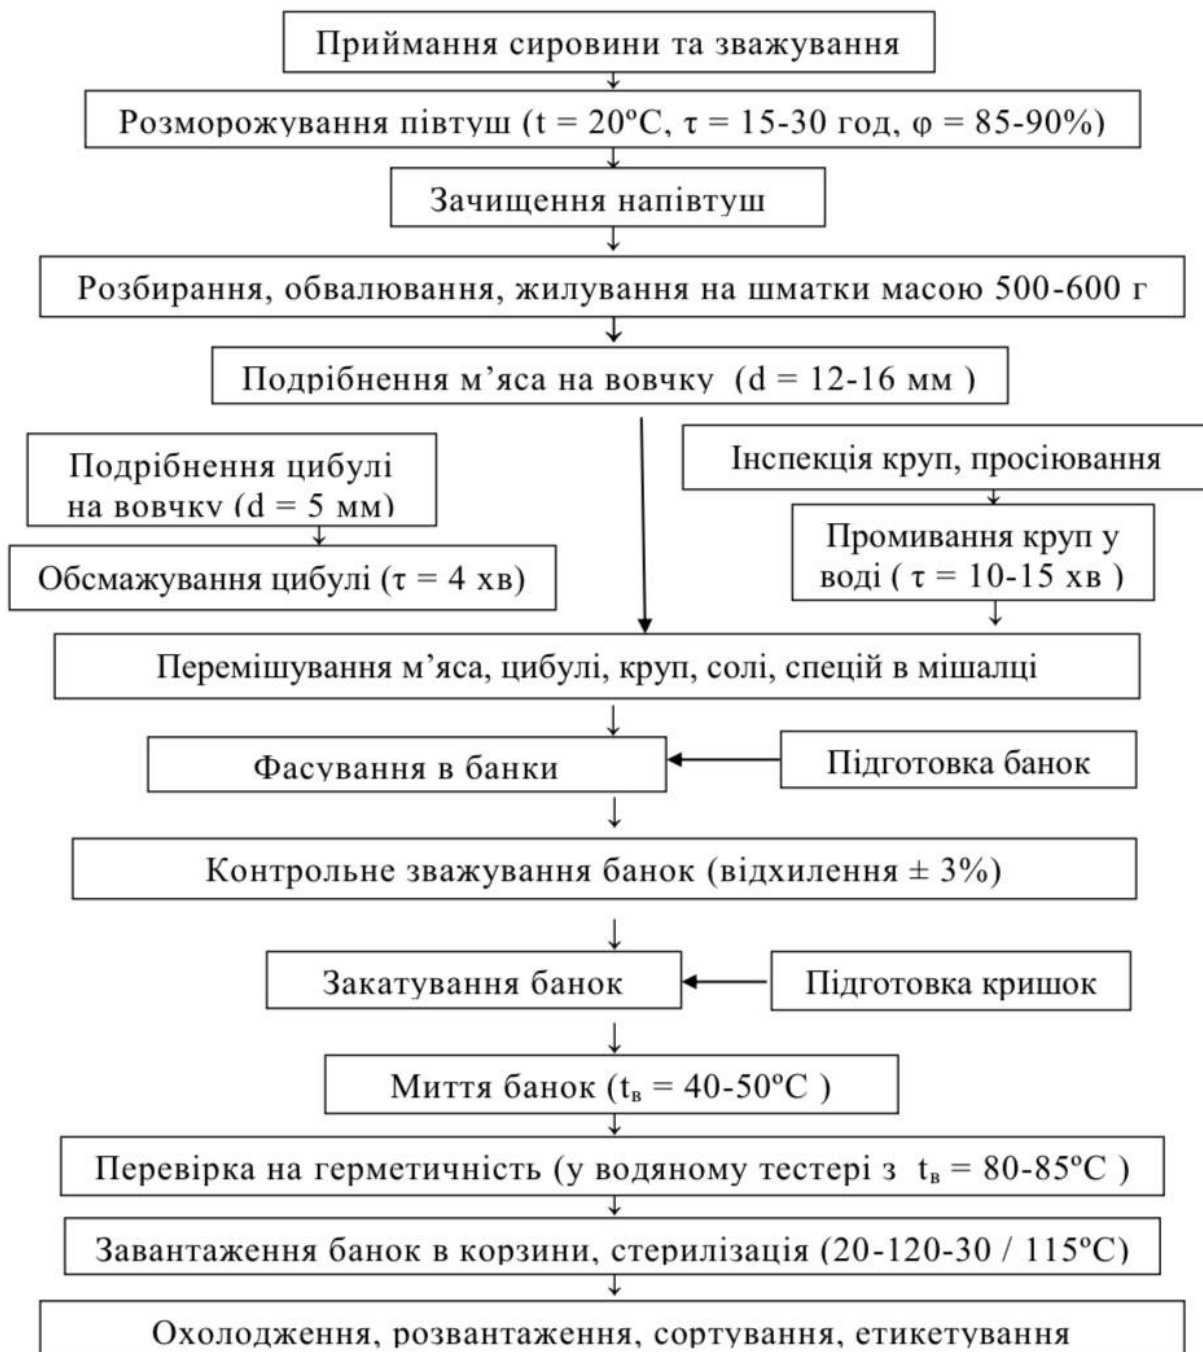 Приймання сировини та зважування
Розморожування півтуш (t = 20ºC, τ = 15-30 год, φ = 85-90%)
Зачищення напівтуш
Розбирання, обвалювання, жилування на шматки масою 500-600 г
Подрібнення м’яса на вовчку (d = 12-16 мм )
Подрібнення цибулі
на вовчку (d = 5 мм)
Обсмажування цибулі (τ = 4 хв)
Інспекція круп, просіювання
Промивання круп у
воді ( τ = 10-15 хв )
Перемішування м’яса, цибулі, круп, солі, спецій в мішалці
Фасування в банки
Підготовка банок
Контрольне зважування банок (відхилення ± 3%)
Закатування банок
Підготовка кришок
Миття банок (tв = 40-50ºC )
Перевірка на герметичність (у водяному тестері з tв = 80-85ºC )
Завантаження банок в корзини, стерилізація (20-120-30 / 115ºC)
Охолодження, розвантаження, сортування, етикетування